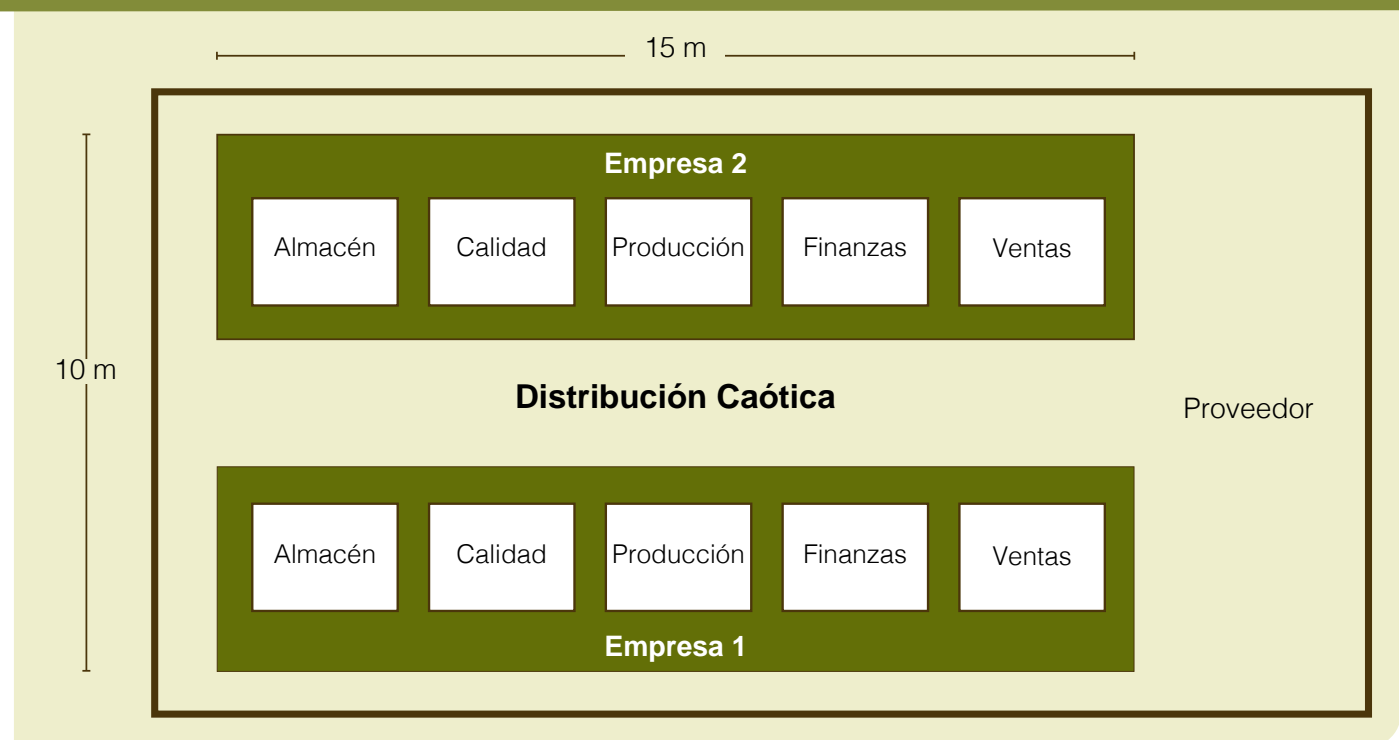 15 m
Empresa 2
Almacén
Calidad
Producción
Finanzas
Ventas
10 m
Distribución Caótica
Proveedor
Almacén
Calidad
Producción
Finanzas
Ventas
Empresa 1